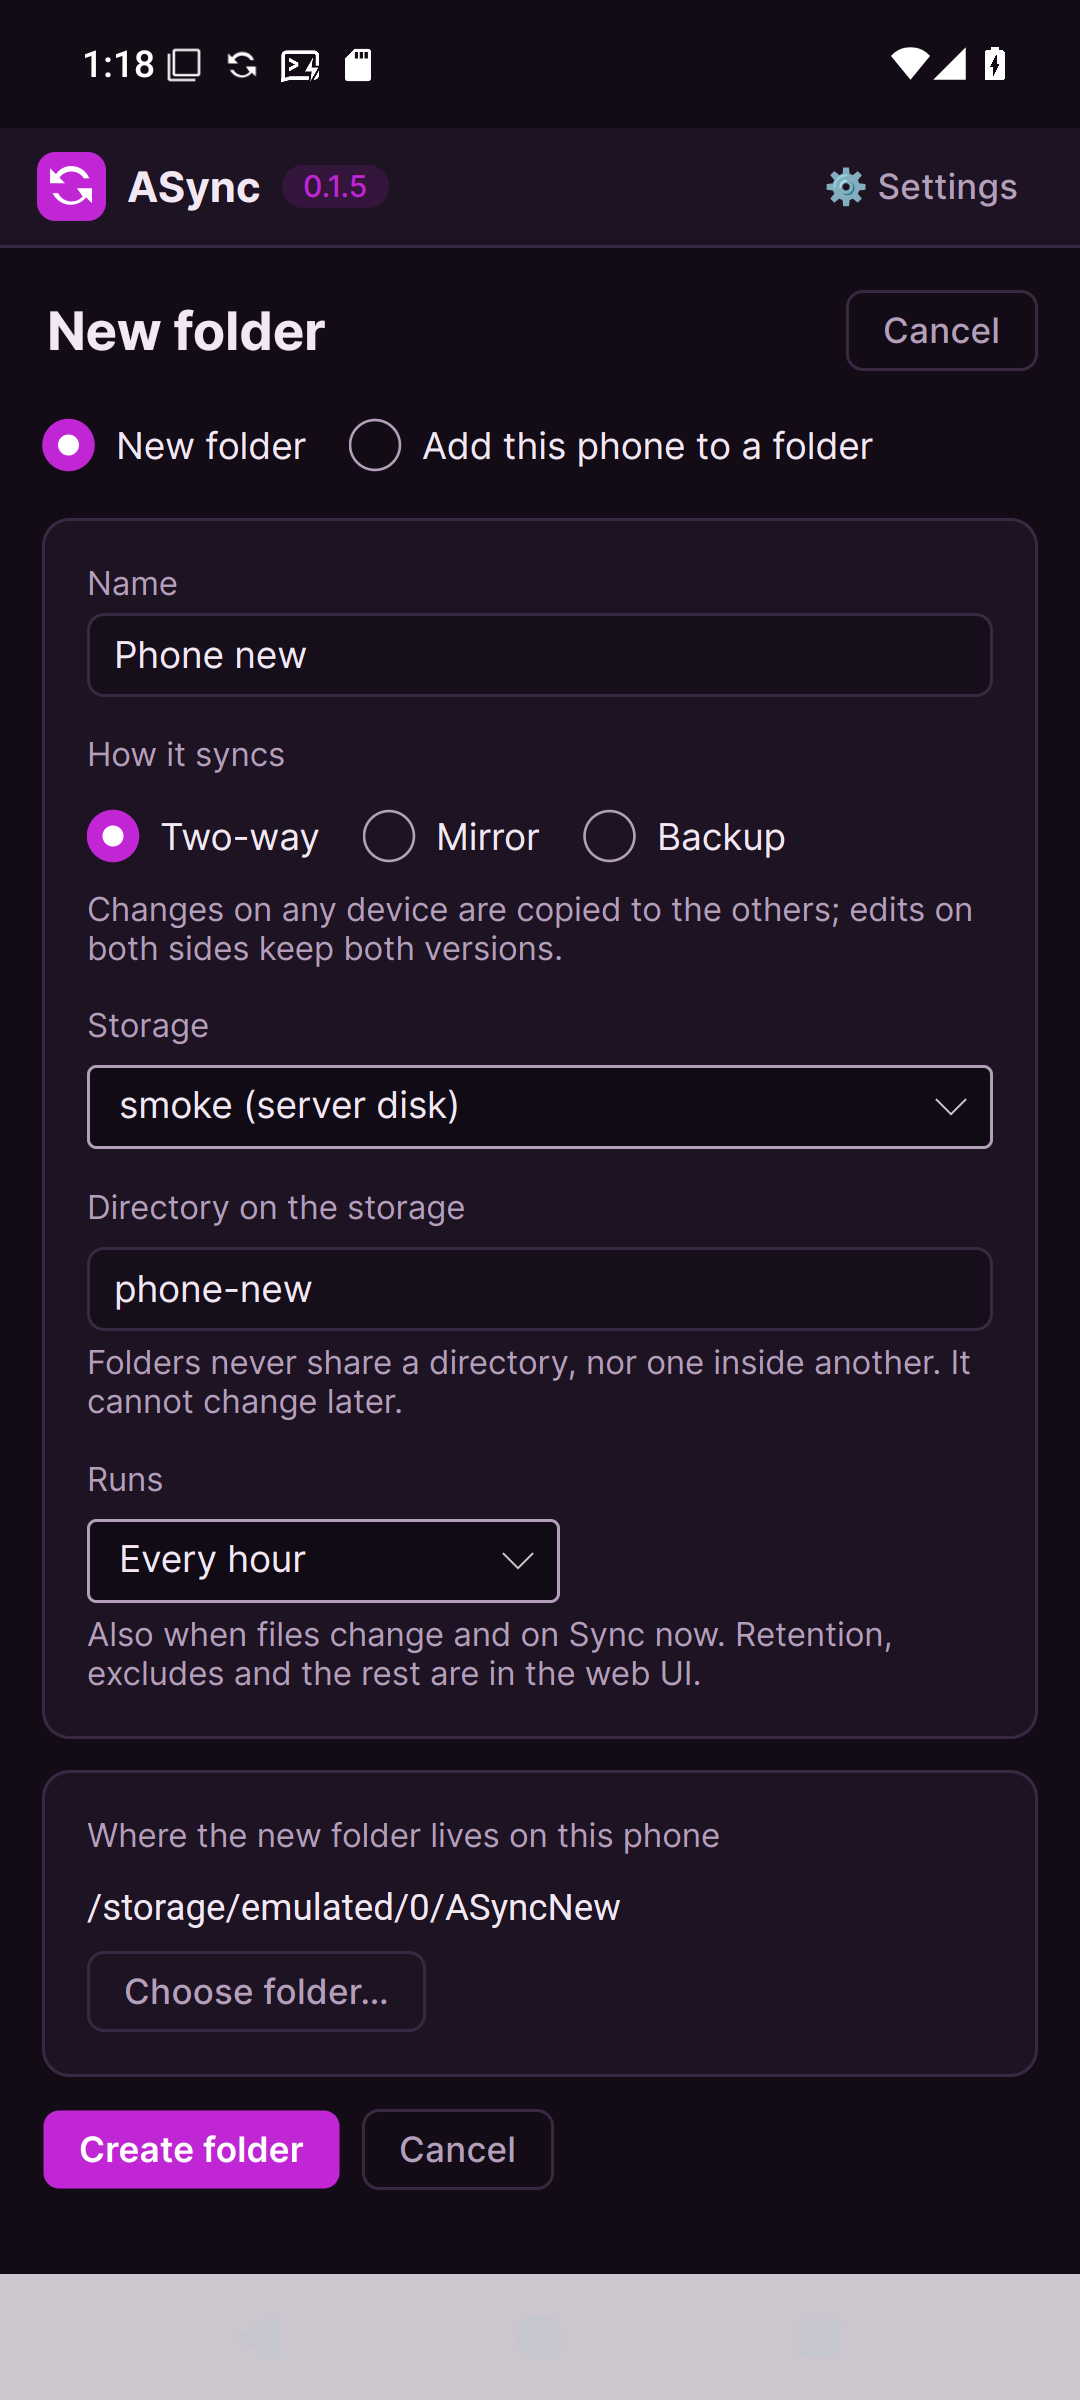 1:18
ASync 0.1.5
Settings
New folder
Cancel
New folder
Add this phone to a folder
Name
Phone new
How it syncs
Two-way
Mirror
Backup
Changes on any device are copied to the others; edits on
both sides keep both versions.
Storage
smoke (server disk)
Directory on the storage
phone-new
Folders never share a directory, nor one inside another. It
cannot change later.
Runs
Every hour
Also when files change and on Sync now. Retention,
excludes and the rest are in the web UI.
Where the new folder lives on this phone
/storage/emulated/0/ASyncNew
Choose folder...
Create folder
Cancel